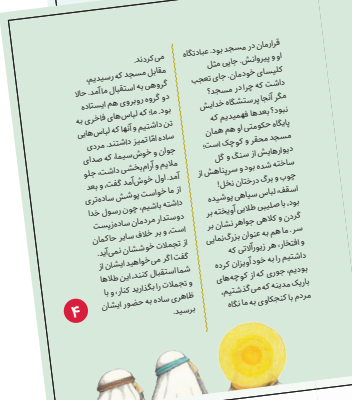 قرارمان در مسجد بود. عبادتگاه
او و پیروانش. جایی مثل
کلیسای خودمان. جای تعجب
داشت که چرا در مسجد؟
مگر آنجا پرستشگاه خدایش
نبود؟ بعدها فهمیدیم که
پایگاه حکومتی او هم همان
مسجد محقر و کوچک است؛
دیوارهایش از سنگ و گل
ساخته شده بود و سرپناهش از
چوب و برگ درختان نخل!
اسقف لباس سیاهی پوشیده
بود، با صلیبی طلایی آویخته بر
گردن و کلاهی جواهرنشان بر
سر. ما هم به عنوان بزرگ‌نمایی
و افتخار، هر زیورآلاتی که
داشتیم را به خود آویزان کرده
بودیم، جوری که از کوچه‌های
باریک مدینه که می‌گذشتیم،
مردم با کنجکاوی به ما نگاه
می‌کردند.
مقابل مسجد که رسیدیم،
گروهی به استقبال ما آمد. حالا
دو گروه روبروی هم ایستاده
بود. ما؛ که لباس‌های فاخری به
تن داشتیم و آنها که لباس‌هایی
ساده امّا تمیز داشتند. مردی
جوان و خوش‌سیما که صدای
ملایم و آرام‌بخشی داشت، جلو
آمد. اول خوش‌آمد گفت، و بعد
از ما خواست پوشش ساده‌تری
داشته باشیم، چون رسول خدا
دوستدار مردمان ساده‌زیست
است، و بر خلاف سایر حاکمان
از تجملات خوششان نمی‌آید.
گفت اگر می‌خواهید ایشان از
شما استقبال کنند، این طلاها
و تجملات را بگذارید کنار، و با
ظاهری ساده به حضور ایشان
برسید.
۴